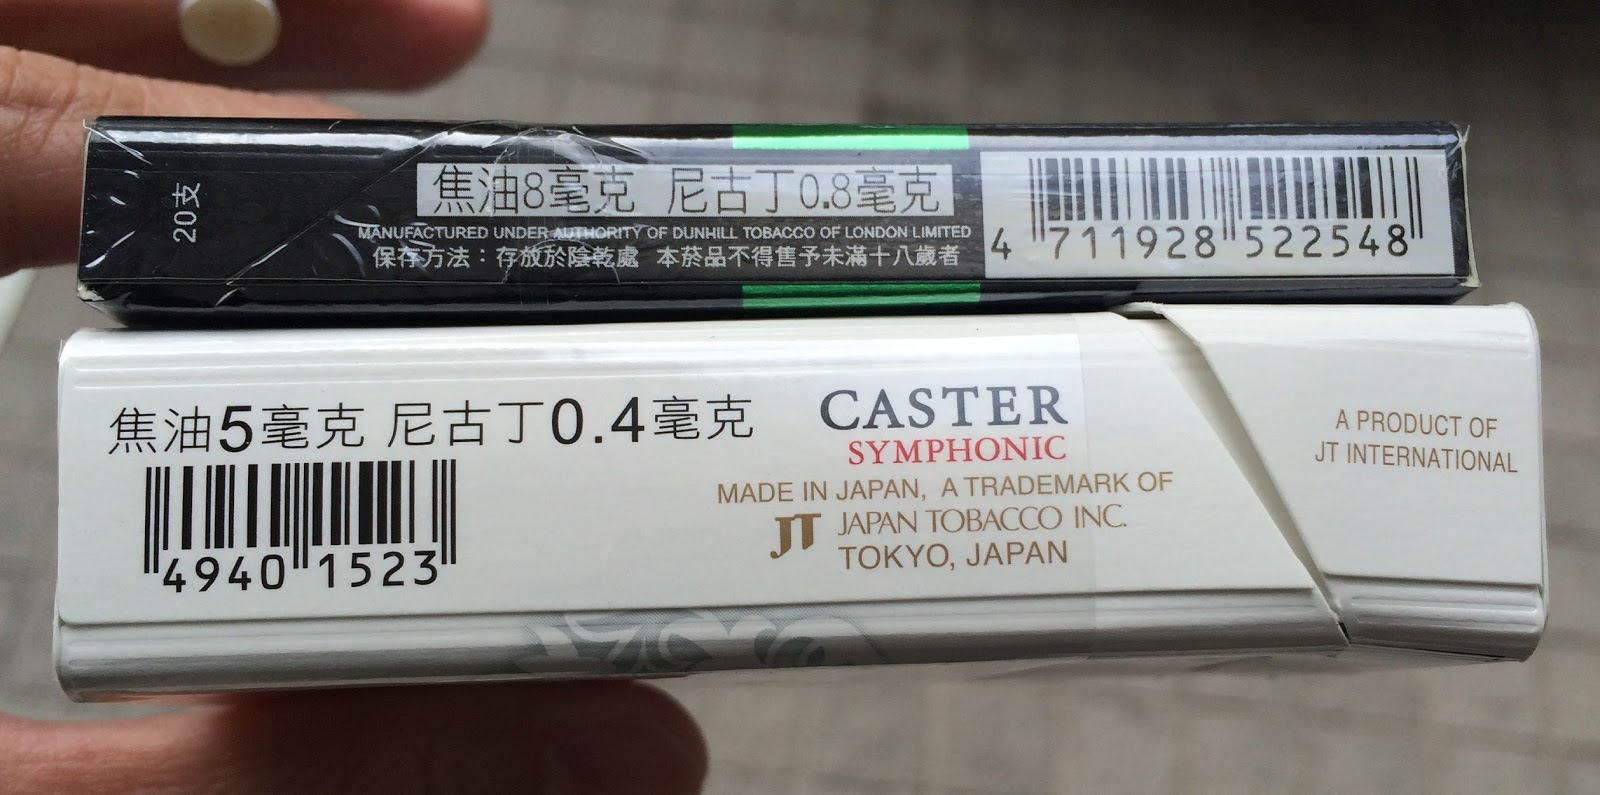 20支
焦油8毫克 尼古丁0.8毫克
MANUFACTURED UNDER AUTHORITY OF DUNHILL TOBACCO OF LONDON LIMITED
保存方法：存放於陰乾處 本菸品不得售予未滿十八歲者
4 711928 522548
焦油5毫克 尼古丁0.4毫克
4940 1523
CASTER
SYMPHONIC
MADE IN JAPAN, A TRADEMARK OF
JT JAPAN TOBACCO INC.
TOKYO, JAPAN
A PRODUCT OF
JT INTERNATIONAL